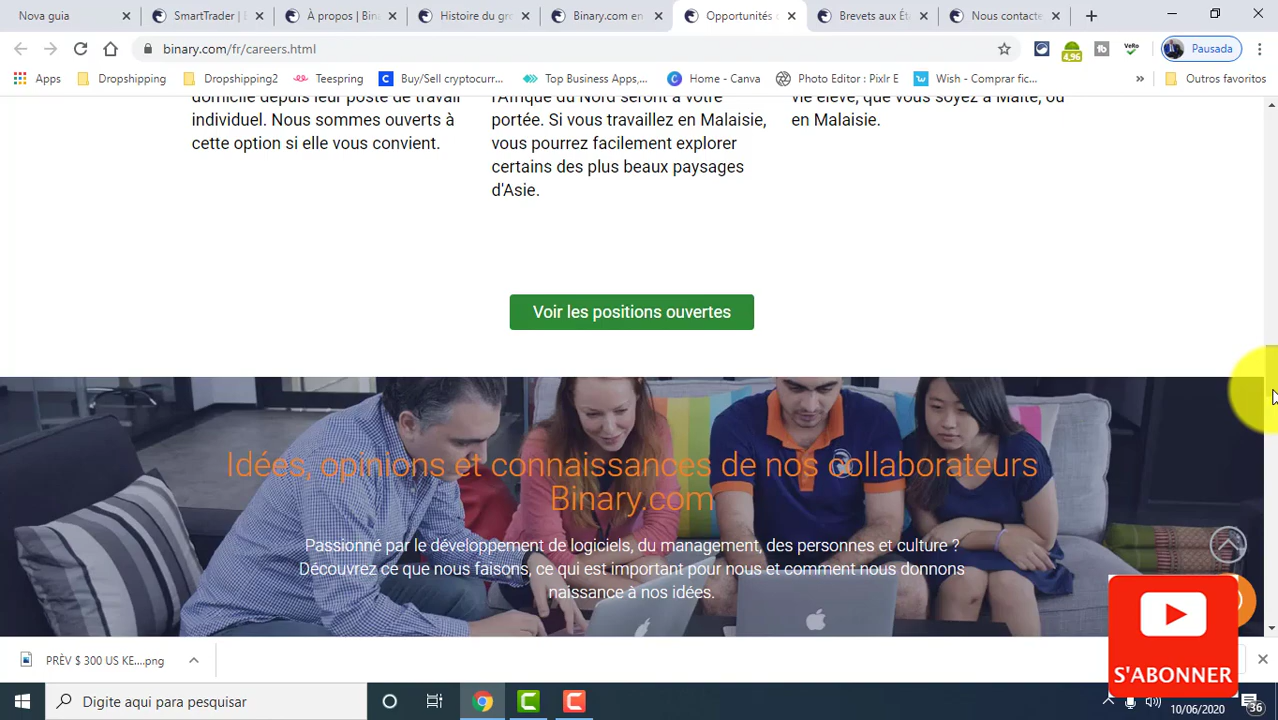 Nova guia
SmartTrader |
À propos | Bin
Histoire du gr
Binary.com en
Opportunités
Brevets aux Ét
Nous contacte
binary.com/fr/careers.html
4,96
VeRo
Pausada
Apps
Dropshipping
Dropshipping2
Teespring
Buy/Sell cryptocurr...
Top Business Apps,...
Home - Canva
Photo Editor : Pixlr E
Wish - Comprar fic...
»
Outros favoritos
domicile depuis leur poste de travail
individuel. Nous sommes ouverts à
cette option si elle vous convient.
l'Afrique du Nord seront à votre
portée. Si vous travaillez en Malaisie,
vous pourrez facilement explorer
certains des plus beaux paysages
d'Asie.
vie élevé, que vous soyez à Malte, ou
en Malaisie.
Voir les positions ouvertes
Idées, opinions et connaissances de nos collaborateurs
Binary.com
Passionné par le développement de logiciels, du management, des personnes et culture ?
Découvrez ce que nous faisons, ce qui est important pour nous et comment nous donnons
naissance à nos idées.
S'ABONNER
PRÈV $ 300 US KE....png
Digite aqui para pesquisar
10/06/2020
36